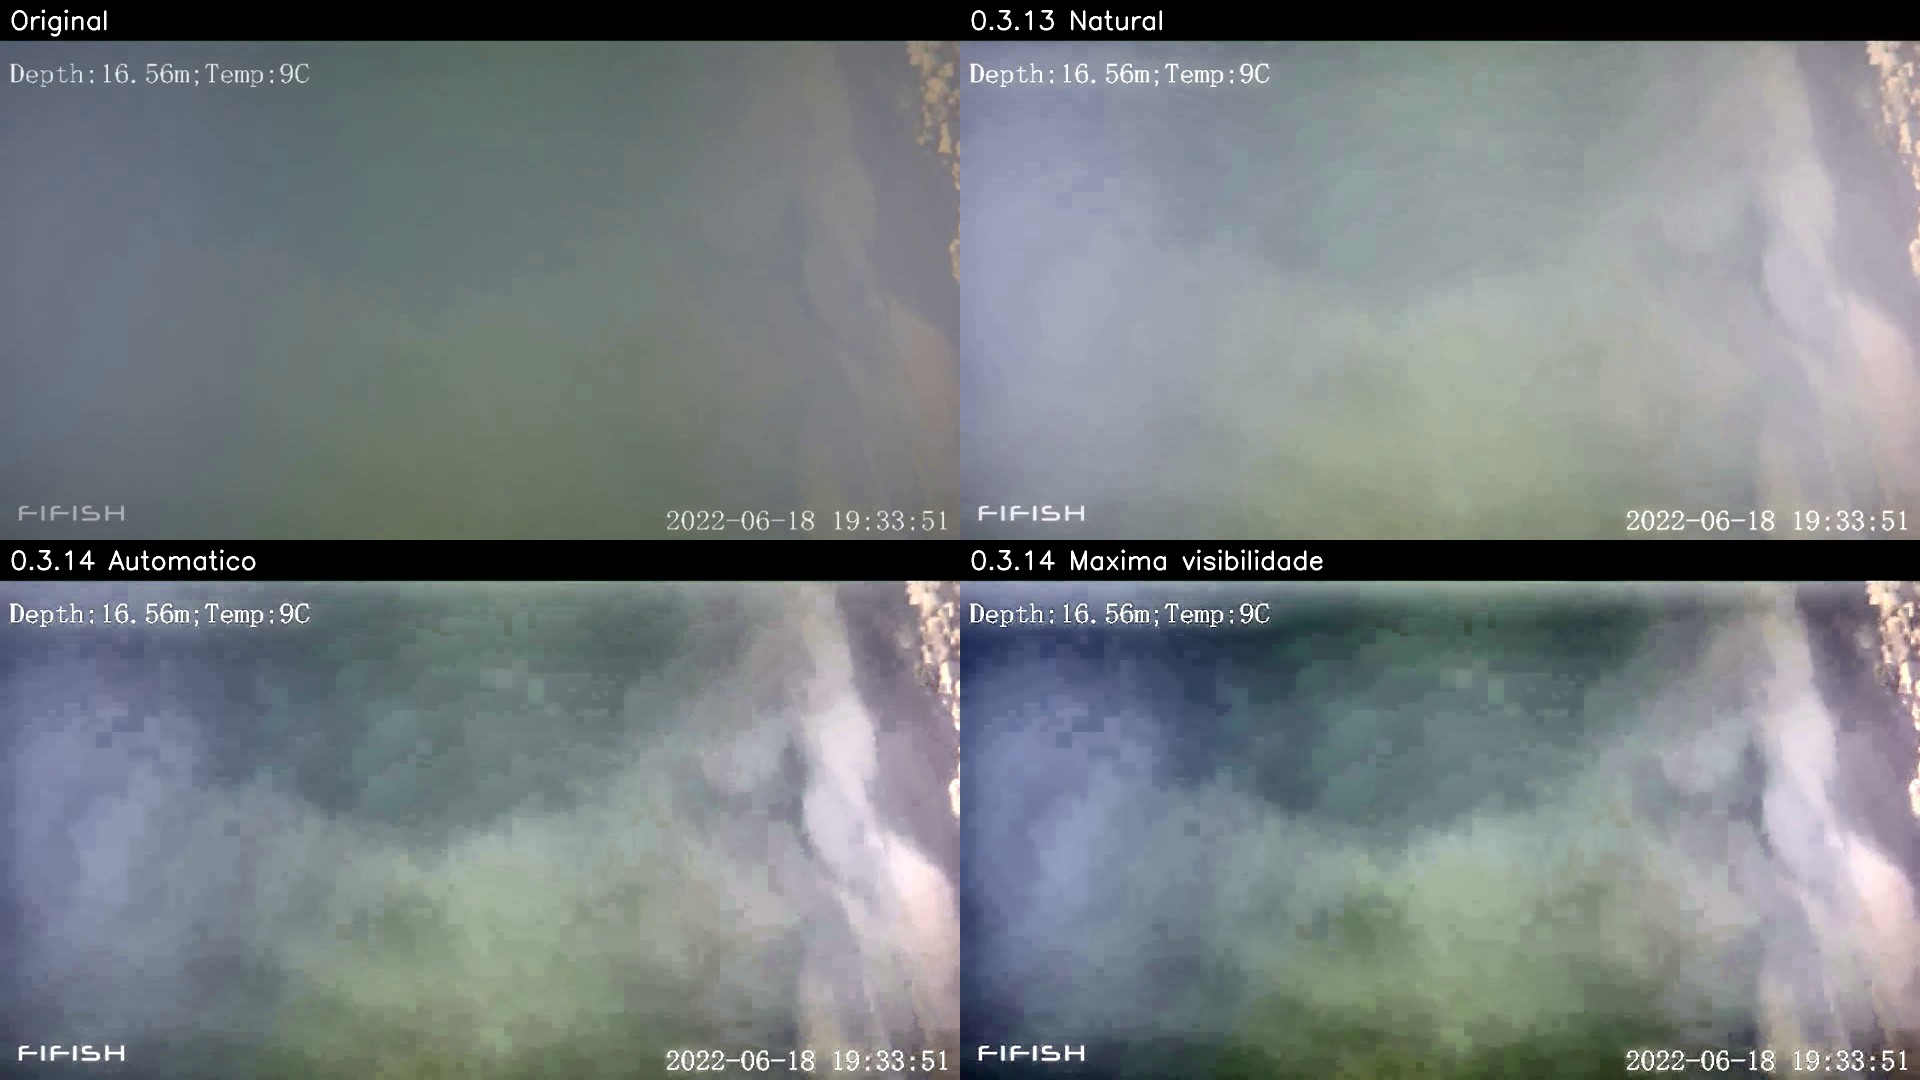 Original
Depth:16.56m;Temp:9C
FIFISH
2022-06-18 19:33:51
0.3.13 Natural
Depth:16.56m;Temp:9C
FIFISH
2022-06-18 19:33:51
0.3.14 Automatico
Depth:16.56m;Temp:9C
FIFISH
2022-06-18 19:33:51
0.3.14 Maxima visibilidade
Depth:16.56m;Temp:9C
FIFISH
2022-06-18 19:33:51